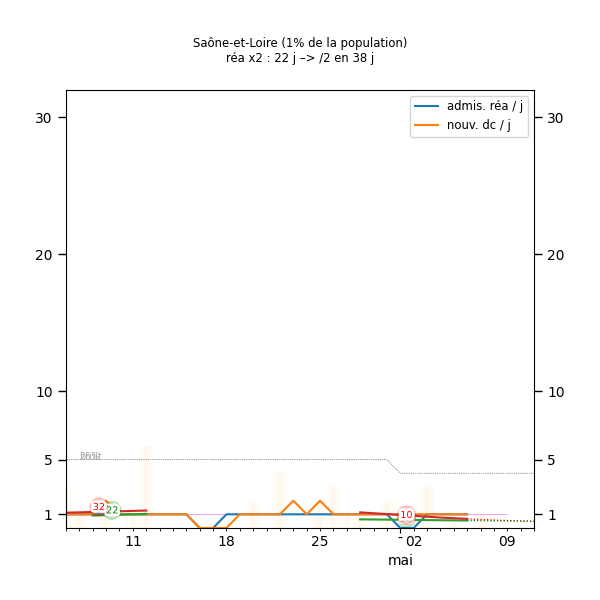 Saône-et-Loire (1% de la population)
réa x2 : 22 j –> /2 en 38 j
admis. réa / j
nouv. dc / j
30 30
20 20
10 10
5 5
1 1
32 22 10
11 18 25 - 02 09
mai